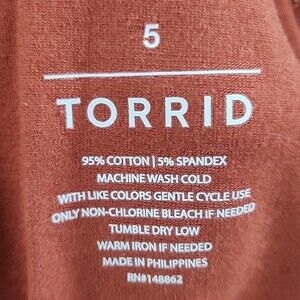 5
TORRID
95% COTTON | 5% SPANDEX
MACHINE WASH COLD
WITH LIKE COLORS GENTLE CYCLE USE
ONLY NON-CHLORINE BLEACH IF NEEDED
TUMBLE DRY LOW
WARM IRON IF NEEDED
MADE IN PHILIPPINES
RN#148862